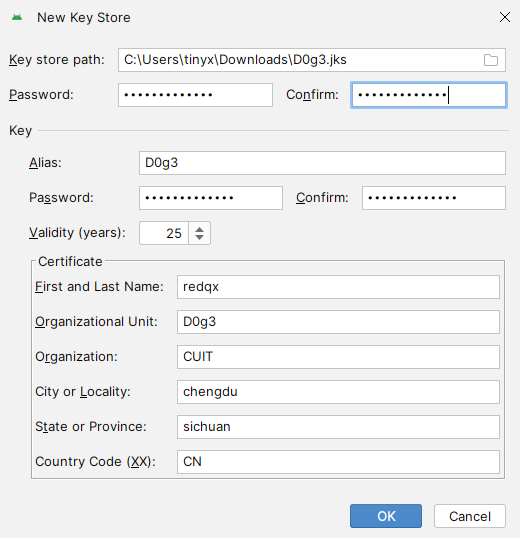 New Key Store
Key store path: C:\Users\tinyx\Downloads\D0g3.jks
Password: ••••••••••••• Confirm: •••••••••••••
Key
Alias: D0g3
Password: ••••••••••••• Confirm: •••••••••••••
Validity (years): 25
Certificate
First and Last Name: redqx
Organizational Unit: D0g3
Organization: CUIT
City or Locality: chengdu
State or Province: sichuan
Country Code (XX): CN
OK Cancel